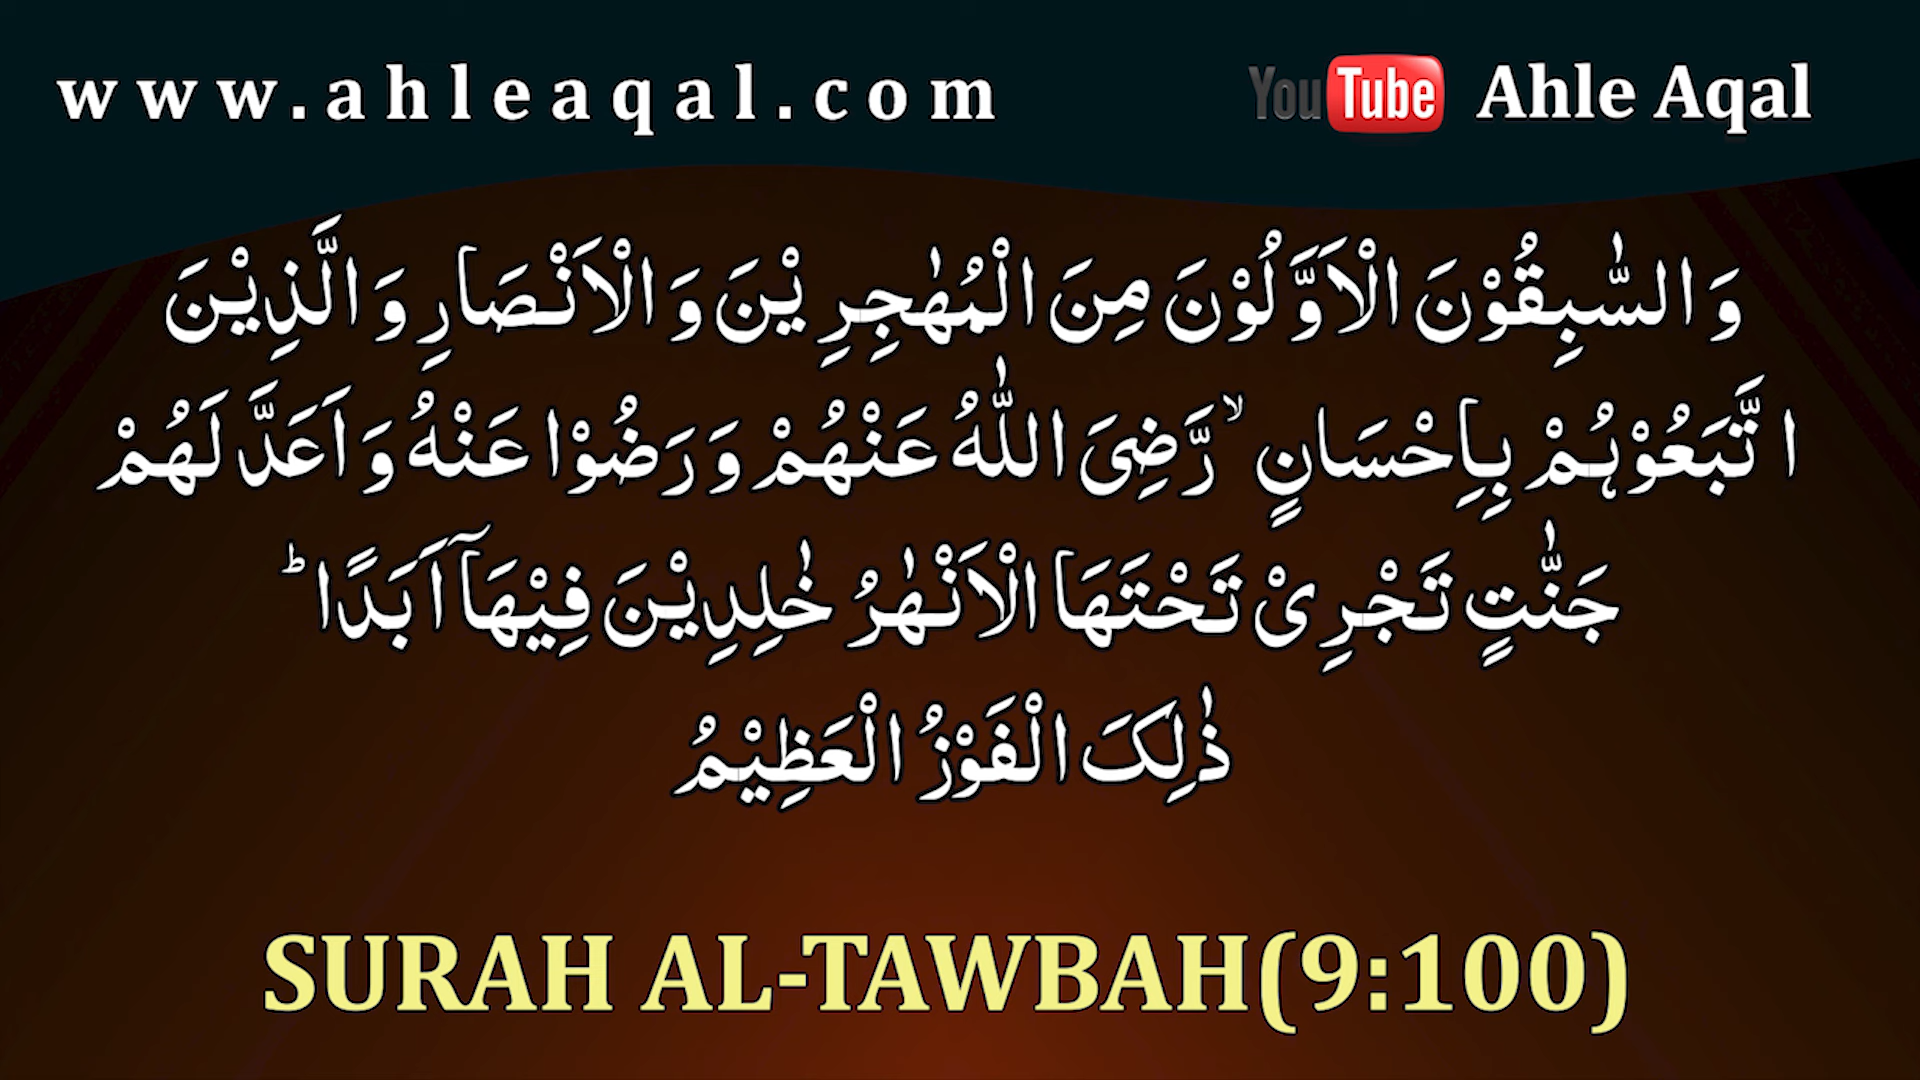 www.ahleaqal.com
YouTube Ahle Aqal
وَالسّٰبِقُوْنَ الْاَوَّلُوْنَ مِنَ الْمُهٰجِرِيْنَ وَالْاَنْصَارِ وَالَّذِيْنَ
اتَّبَعُوْہُمْ بِاِحْسَانٍ ۙ رَّضِیَ اللّٰهُ عَنْهُمْ وَرَضُوْا عَنْهُ وَاَعَدَّ لَهُمْ
جَنّٰتٍ تَجْرِیْ تَحْتَهَا الْاَنْهٰرُ خٰلِدِيْنَ فِيْهَآ اَبَدًا ؕ
ذٰلِکَ الْفَوْزُ الْعَظِيْمُ
SURAH AL-TAWBAH(9:100)